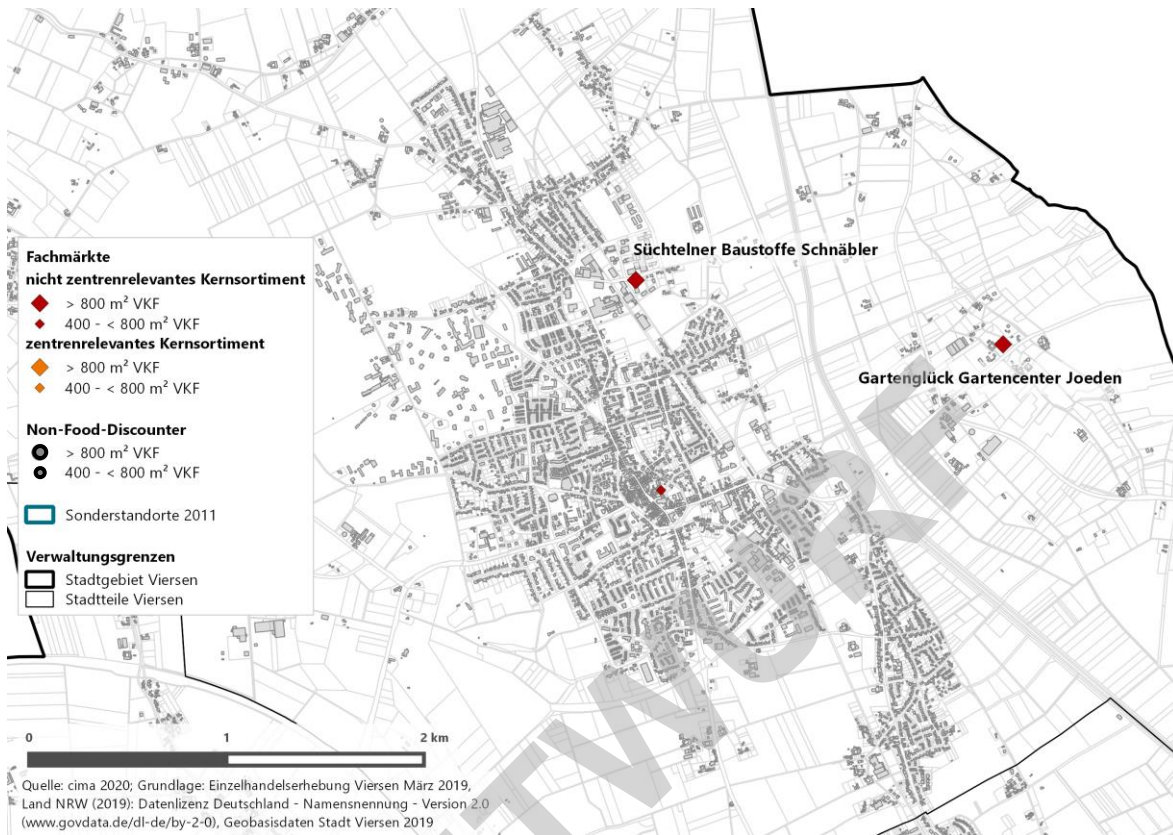 Süchtelner Baustoffe Schnäbler
Gartenglück Gartencenter Joeden
Fachmärkte
nicht zentrenrelevantes Kernsortiment
> 800 m² VKF
400 - < 800 m² VKF
zentrenrelevantes Kernsortiment
> 800 m² VKF
400 - < 800 m² VKF
Non-Food-Discounter
> 800 m² VKF
400 - < 800 m² VKF
Sonderstandorte 2011
Verwaltungsgrenzen
Stadtgebiet Viersen
Stadtteile Viersen
0 1 2 km
Quelle: cima 2020; Grundlage: Einzelhandelserhebung Viersen März 2019,
Land NRW (2019): Datenlizenz Deutschland - Namensnennung - Version 2.0
(www.govdata.de/dl-de/by-2-0), Geobasisdaten Stadt Viersen 2019